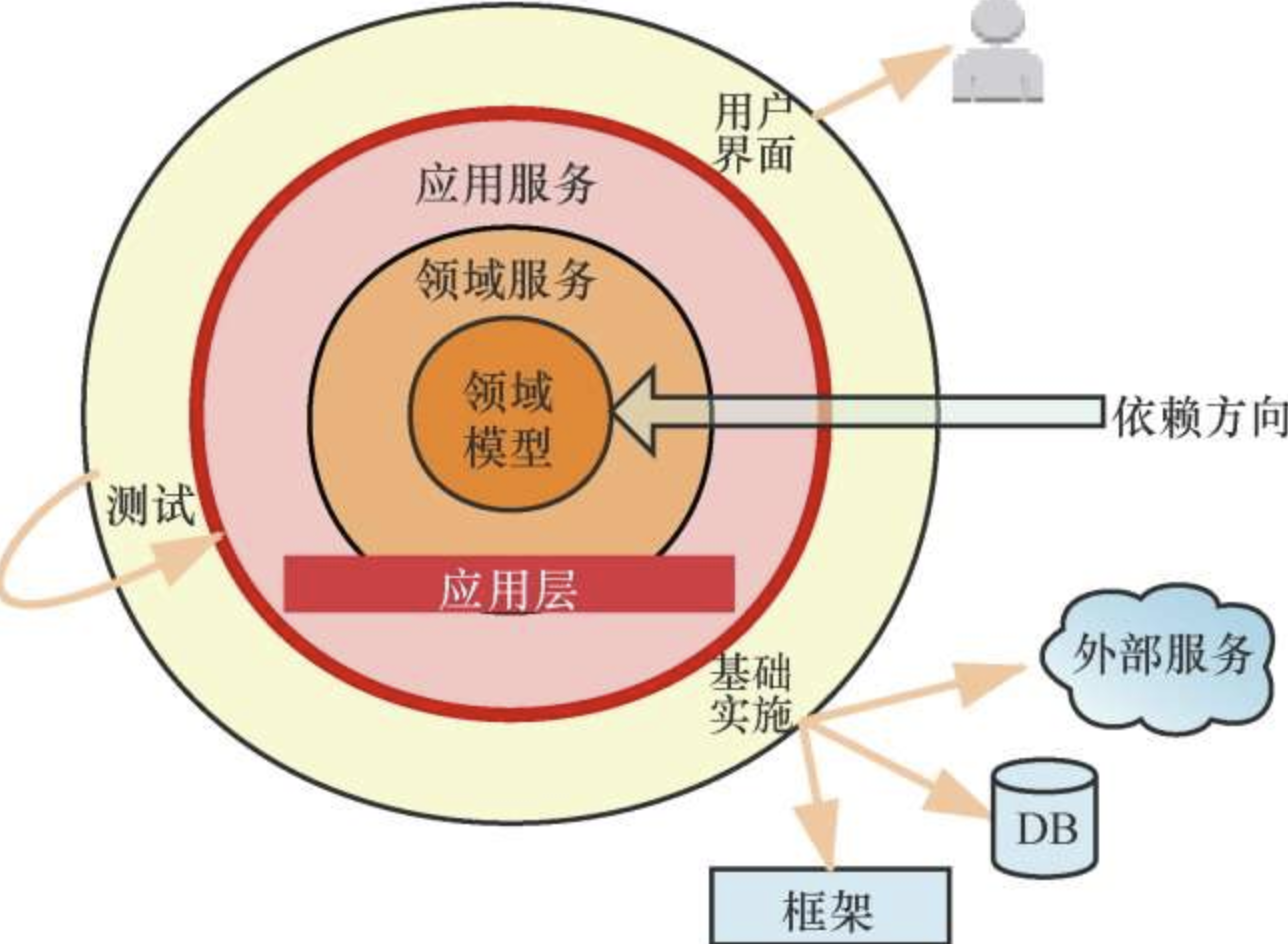 用户
界面
应用服务
领域服务
领域
模型
依赖方向
测试
应用层
基础
实施
外部服务
DB
框架